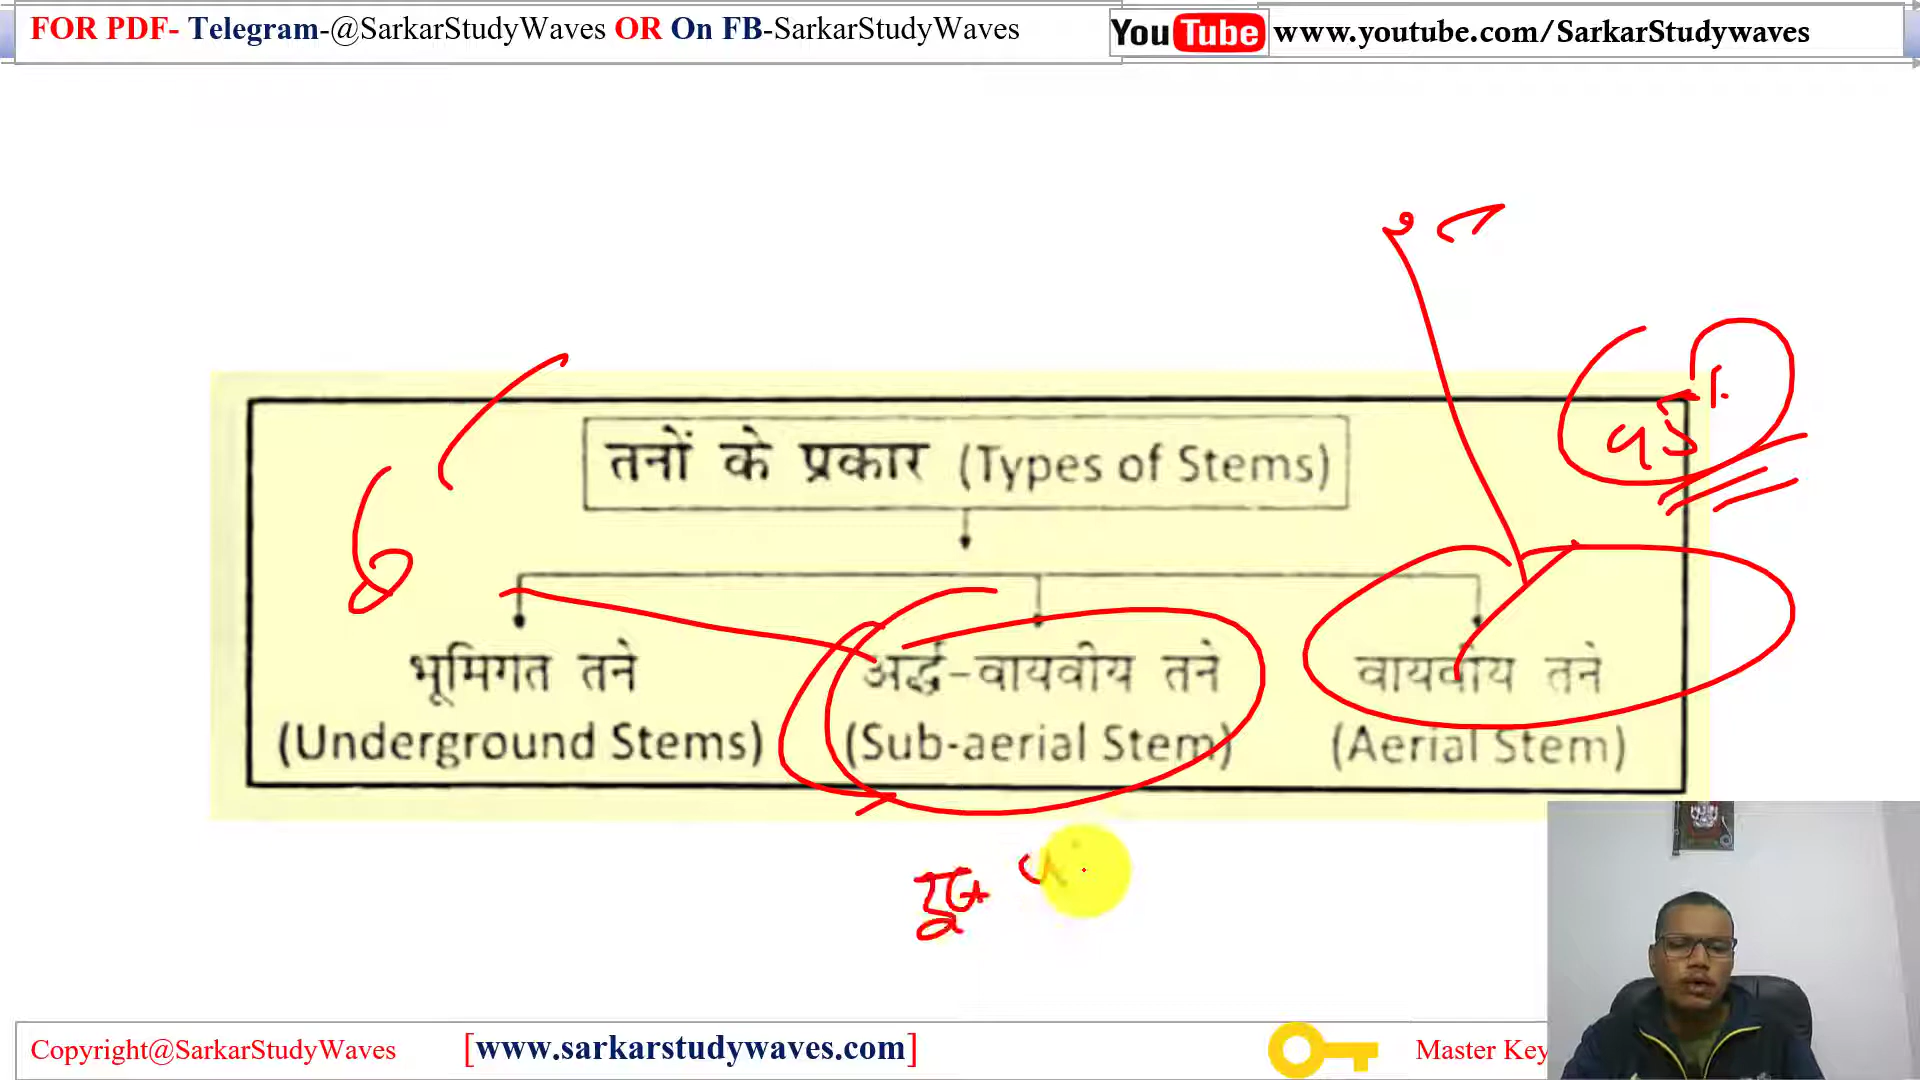 FOR PDF- Telegram-@SarkarStudyWaves OR On FB-SarkarStudyWaves
YouTube www.youtube.com/SarkarStudywaves
तनों के प्रकार (Types of Stems)
भूमिगत तने अर्द्ध-वायवीय तने वायवीय तने
(Underground Stems) (Sub-aerial Stem) (Aerial Stem)
Copyright@SarkarStudyWaves [www.sarkarstudywaves.com] Master Key